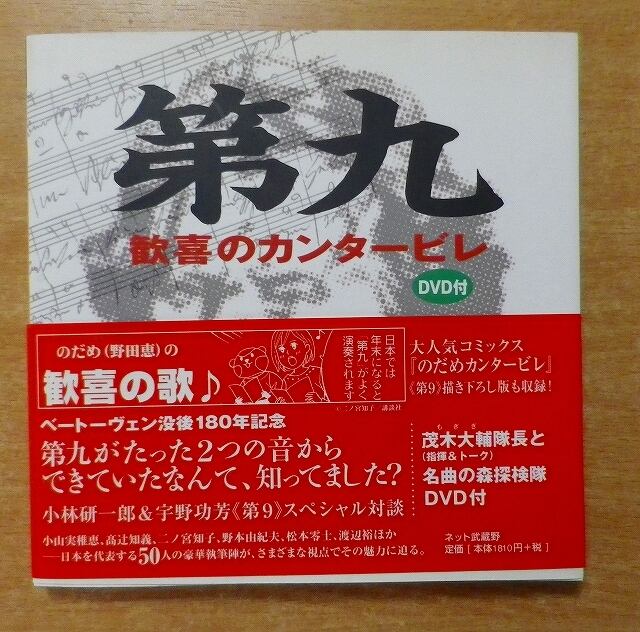 第九
歓喜のカンタービレ
DVD付
のだめ(野田恵)の
歓喜の歌♪
日本では
年末になると
「第九」がよく
演奏されます
©二ノ宮知子 講談社
大人気コミックス
『のだめカンタービレ』
《第9》描き下ろし版も収録!
ベートーヴェン没後180年記念
第九がたった2つの音から
できていたなんて、知ってました?
小林研一郎&宇野功芳《第9》スペシャル対談
もぎさ
茂木大輔隊長と
(指揮&トーク)
名曲の森探検隊
DVD付
小山実稚恵、高辻知義、二ノ宮知子、野本由紀夫、松本零士、渡辺裕ほか
——日本を代表する50人の豪華執筆陣が、さまざまな視点でその魅力に迫る。
ネット武蔵野
定価[本体1810円+税]